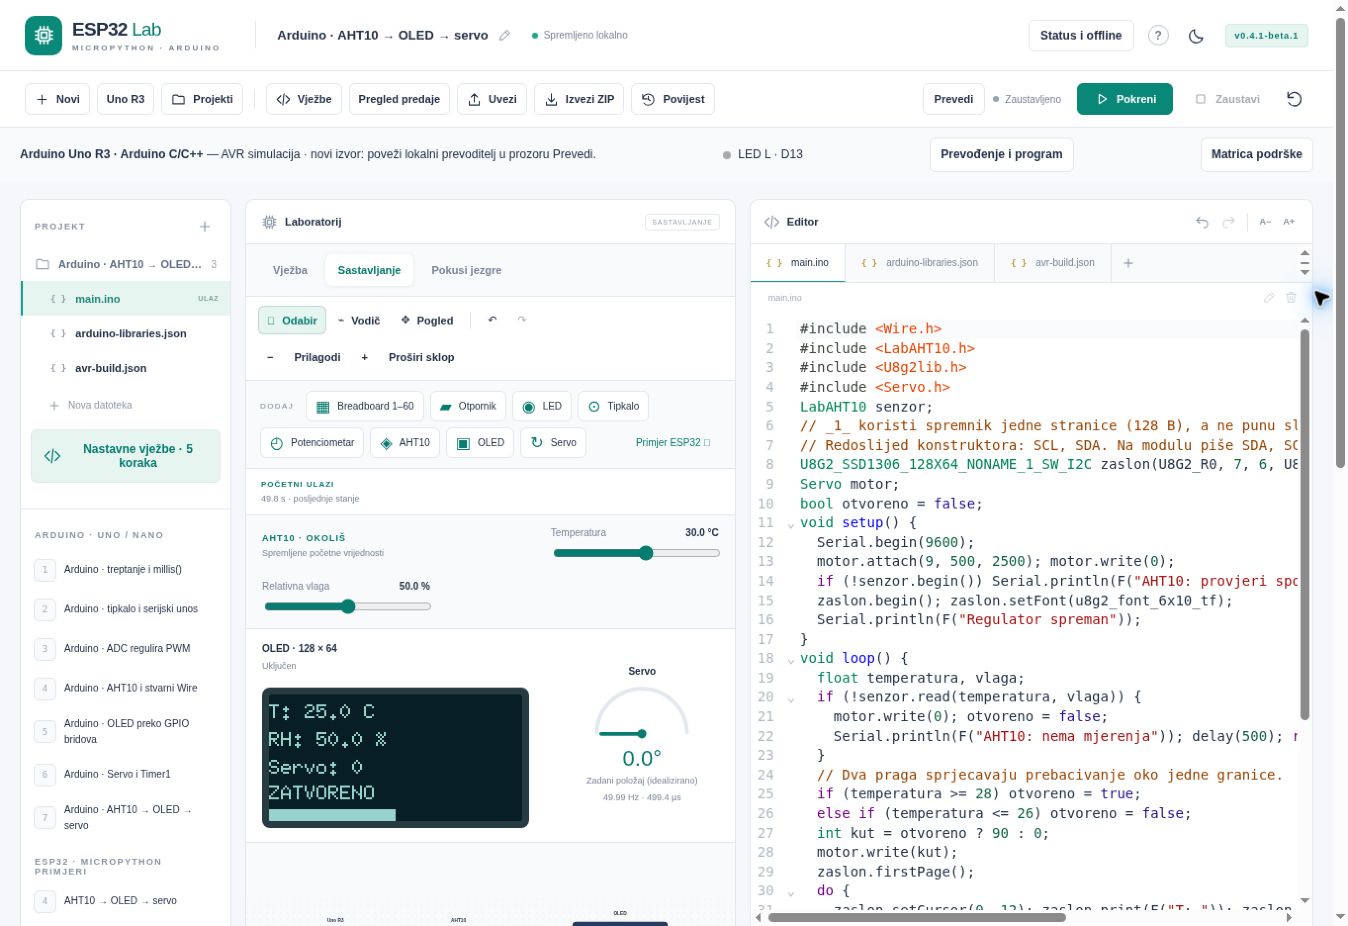 ESP32 Lab
MICROPYTHON · ARDUINO
Arduino · AHT10 → OLED → servo
Spremljeno lokalno
Status i offline
?
v0.4.1-beta.1
Novi
Uno R3
Projekti
Vježbe
Pregled predaje
Uvezi
Izvezi ZIP
Povijest
Prevedi
Zaustavljeno
Pokreni
Zaustavi
Arduino Uno R3 · Arduino C/C++ — AVR simulacija · novi izvor: poveži lokalni prevoditelj u prozoru Prevedi.
LED L · D13
Prevođenje i program
Matrica podrške
PROJEKT
Arduino · AHT10 → OLED… 3
{ } main.ino ULAZ
{ } arduino-libraries.json
{ } avr-build.json
Nova datoteka
Nastavne vježbe · 5
koraka
ARDUINO · UNO / NANO
1 Arduino · treptanje i millis()
2 Arduino · tipkalo i serijski unos
3 Arduino · ADC regulira PWM
4 Arduino · AHT10 i stvarni Wire
5 Arduino · OLED preko GPIO
bridova
6 Arduino · Servo i Timer1
7 Arduino · AHT10 → OLED →
servo
ESP32 · MICROPYTHON
PRIMJERI
4 AHT10 → OLED → servo
Laboratorij
SASTAVLJANJE
Vježba
Sastavljanje
Pokusi jezgre
Odabir
Vodič
Pogled
− Prilagodi + Proširi sklop
DODAJ
Breadboard 1–60
Otpornik
LED
Tipkalo
Potenciometar
AHT10
OLED
Servo
Primjer ESP32
POČETNI ULAZI
49.8 s · posljednje stanje
AHT10 · OKOLIŠ
Spremljene početne vrijednosti
Temperatura 30.0 °C
Relativna vlaga 50.0 %
OLED · 128 × 64
Uključen
T: 25.0 C
RH: 50.0 %
Servo: 0
ZATVORENO
Servo
0.0°
Zadani položaj (idealizirano)
49.99 Hz · 499.4 µs
Uno R3
AHT10
OLED
Editor
A−
A+
{ } main.ino
{ } arduino-libraries.json
{ } avr-build.json
main.ino
1 #include <Wire.h>
2 #include <LabAHT10.h>
3 #include <U8g2lib.h>
4 #include <Servo.h>
5 LabAHT10 senzor;
6 // _1_ koristi spremnik jedne stranice (128 B), a ne punu sl
7 // Redoslijed konstruktora: SCL, SDA. Na modulu piše SDA, SC
8 U8G2_SSD1306_128X64_NONAME_1_SW_I2C zaslon(U8G2_R0, 7, 6, U8
9 Servo motor;
10 bool otvoreno = false;
11 void setup() {
12 Serial.begin(9600);
13 motor.attach(9, 500, 2500); motor.write(0);
14 if (!senzor.begin()) Serial.println(F("AHT10: provjeri spo
15 zaslon.begin(); zaslon.setFont(u8g2_font_6x10_tf);
16 Serial.println(F("Regulator spreman"));
17 }
18 void loop() {
19 float temperatura, vlaga;
20 if (!senzor.read(temperatura, vlaga)) {
21 motor.write(0); otvoreno = false;
22 Serial.println(F("AHT10: nema mjerenja")); delay(500); r
23 }
24 // Dva praga sprjecavaju prebacivanje oko jedne granice.
25 if (temperatura >= 28) otvoreno = true;
26 else if (temperatura <= 26) otvoreno = false;
27 int kut = otvoreno ? 90 : 0;
28 motor.write(kut);
29 zaslon.firstPage();
30 do {
31 zaslon.setCursor(0, 12); zaslon.print(F("T: ")); zaslon